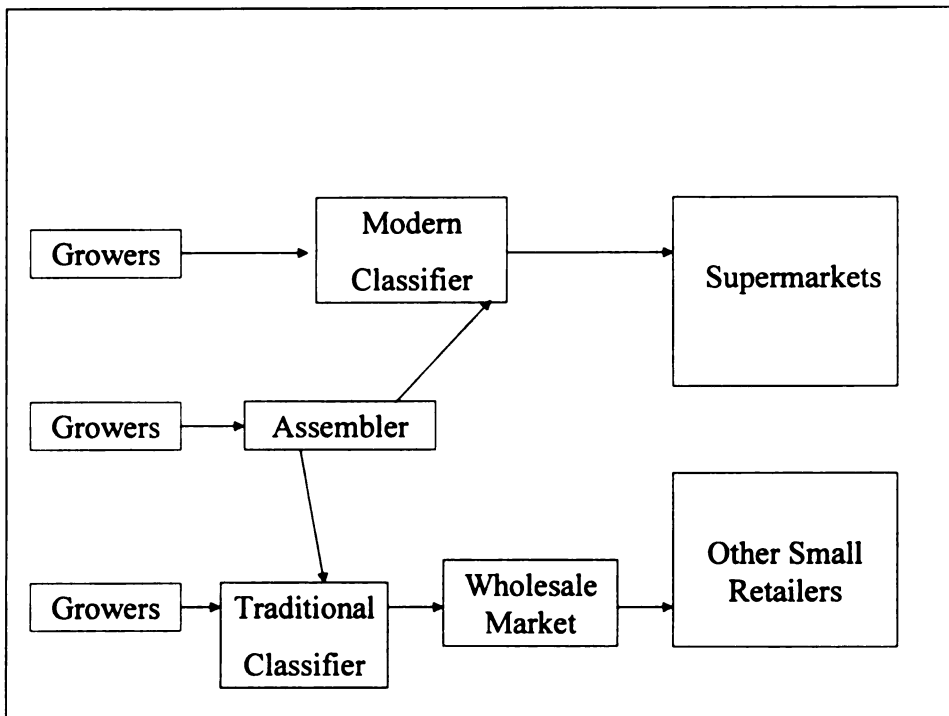 Growers
Modern
Classifier
Supermarkets
Growers
Assembler
Growers
Traditional
Classifier
Wholesale
Market
Other Small
Retailers